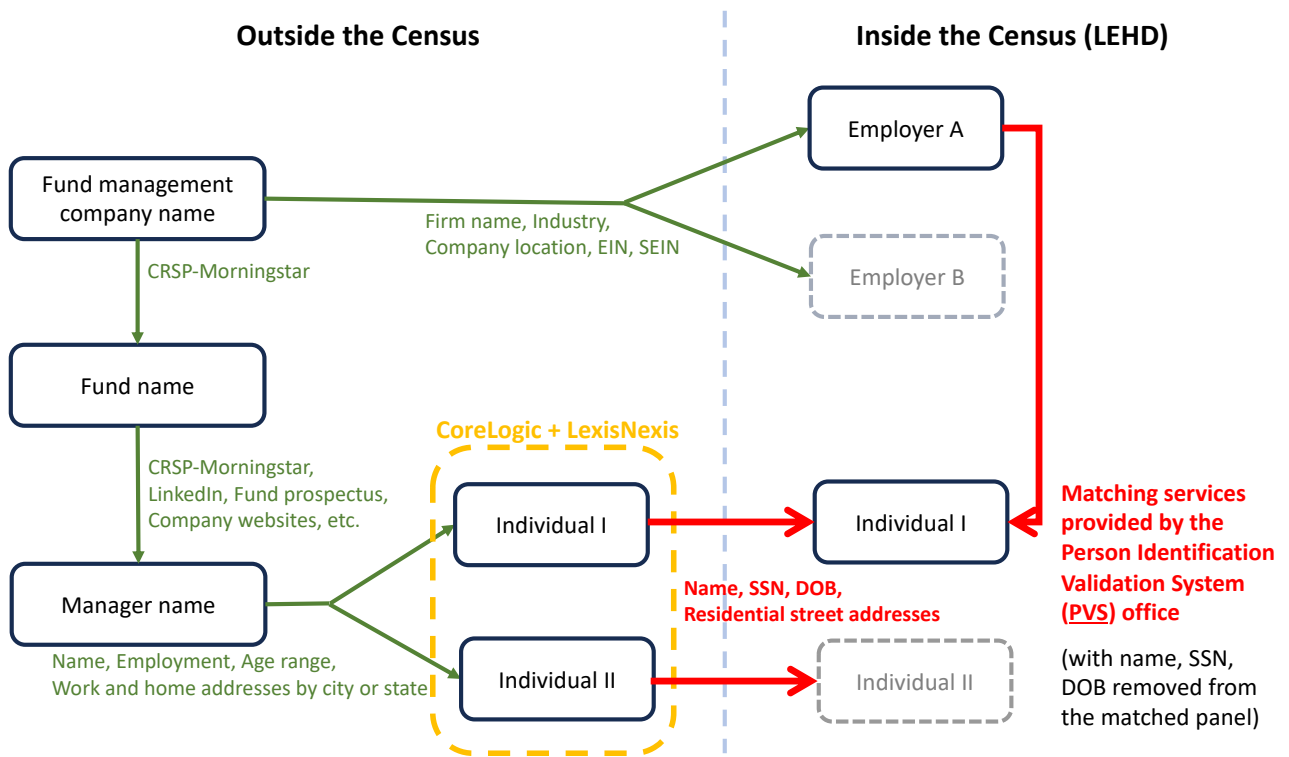 Outside the Census
Inside the Census (LEHD)
Employer A
Fund management
company name
Firm name, Industry,
Company location, EIN, SEIN
Employer B
CRSP-Morningstar
Fund name
CoreLogic + LexisNexis
CRSP-Morningstar,
LinkedIn, Fund prospectus,
Company websites, etc.
Individual I
Individual I
Matching services
provided by the
Person Identification
Validation System
(PVS) office
Manager name
Name, SSN, DOB,
Residential street addresses
Name, Employment, Age range,
Work and home addresses by city or state
Individual II
Individual II
(with name, SSN,
DOB removed from
the matched panel)